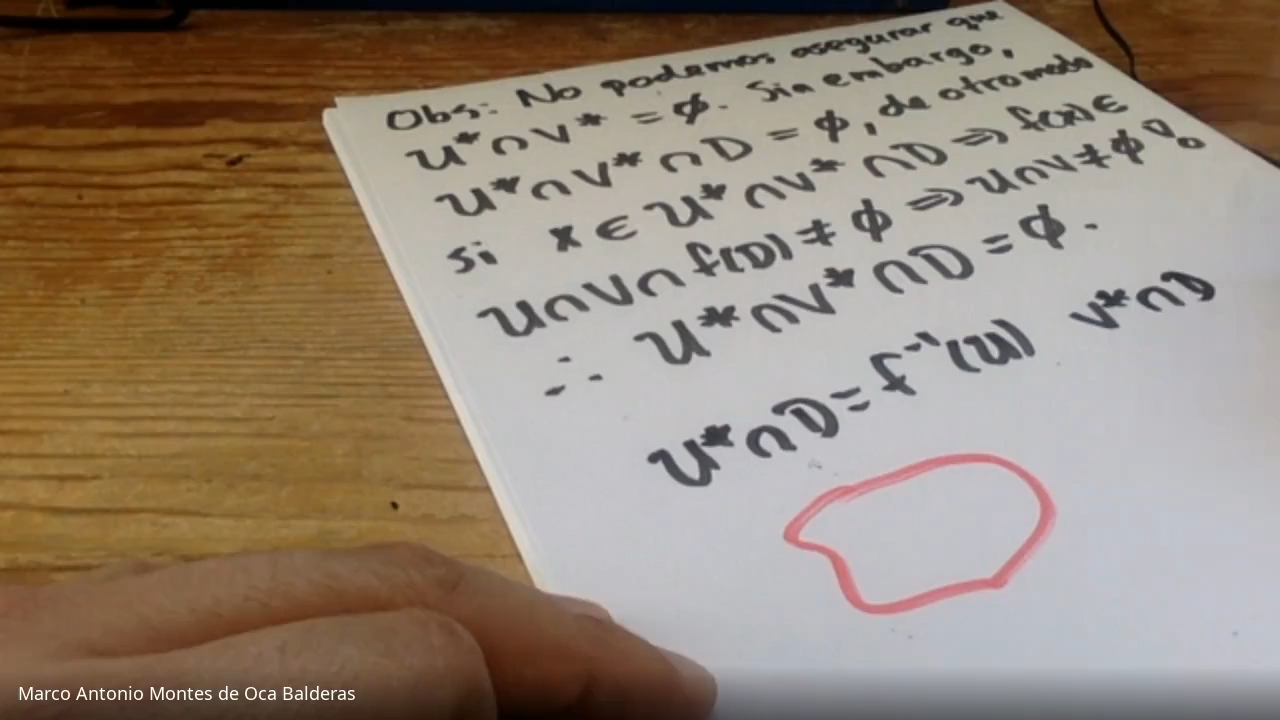 Obs: No podemos asegurar que
U* ∩ V* = ϕ. Sin embargo,
U* ∩ V* ∩ D = ϕ, de otro modo
si x ∈ U* ∩ V* ∩ D ⇒ f(x) ∈
U ∩ V ∩ f(D) ≠ ϕ ⇒ U ∩ V ≠ ϕ !
∴ U* ∩ V* ∩ D = ϕ.
U* ∩ D = f⁻¹(U) V* ∩ D
Marco Antonio Montes de Oca Balderas